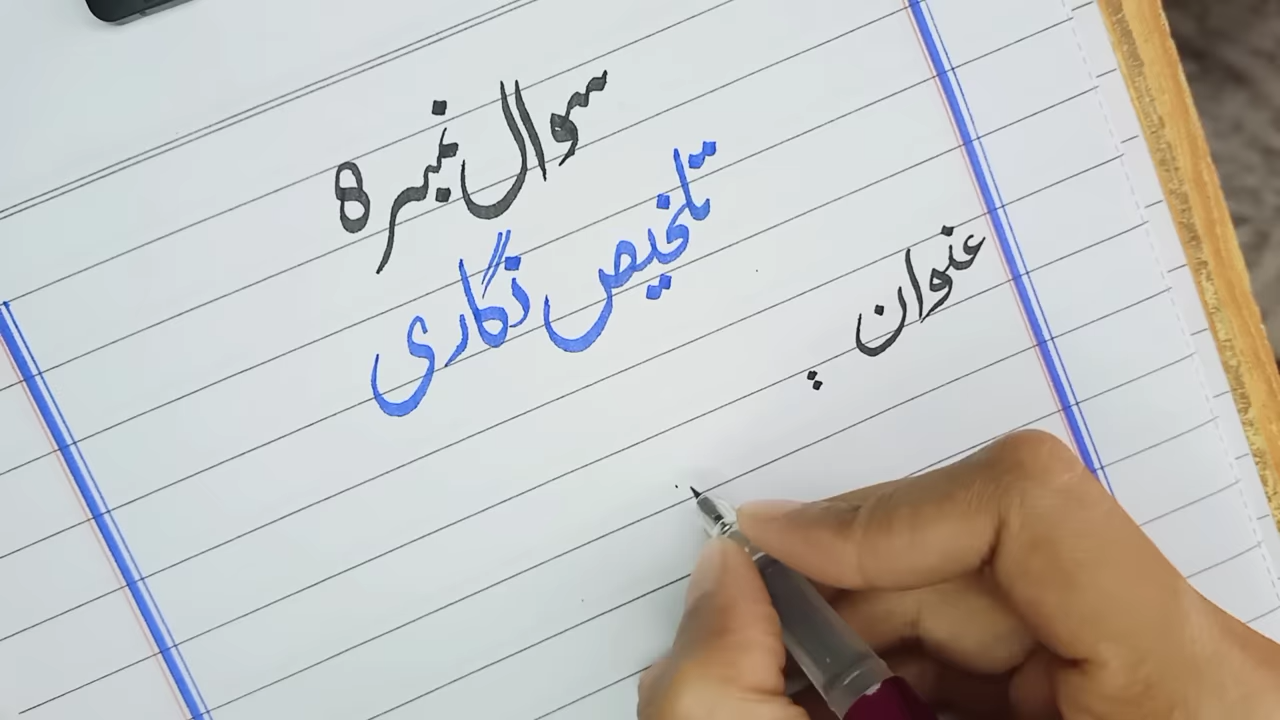 سوال نمبر 8
تلخیص نگاری
عنوان :